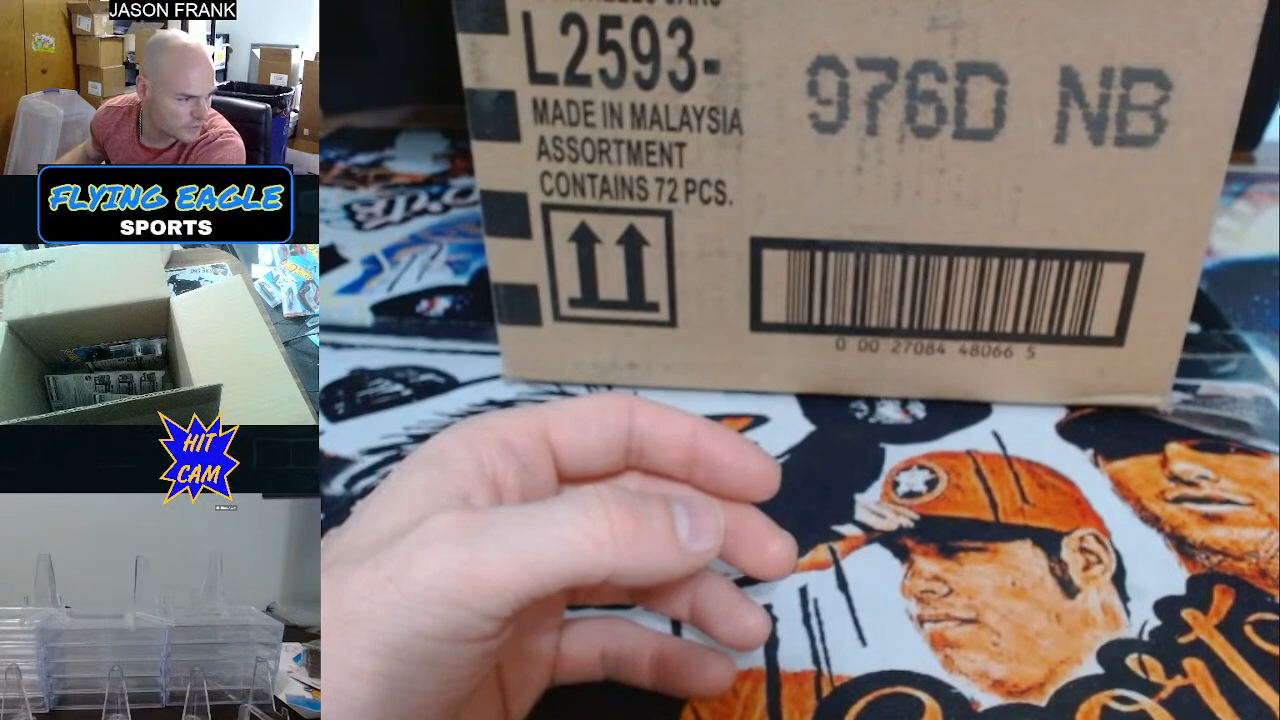 JASON FRANK
FLYING EAGLE
SPORTS
HIT
CAM
L2593-
976D NB
MADE IN MALAYSIA
ASSORTMENT
CONTAINS 72 PCS.
0 00 27084 48066 5